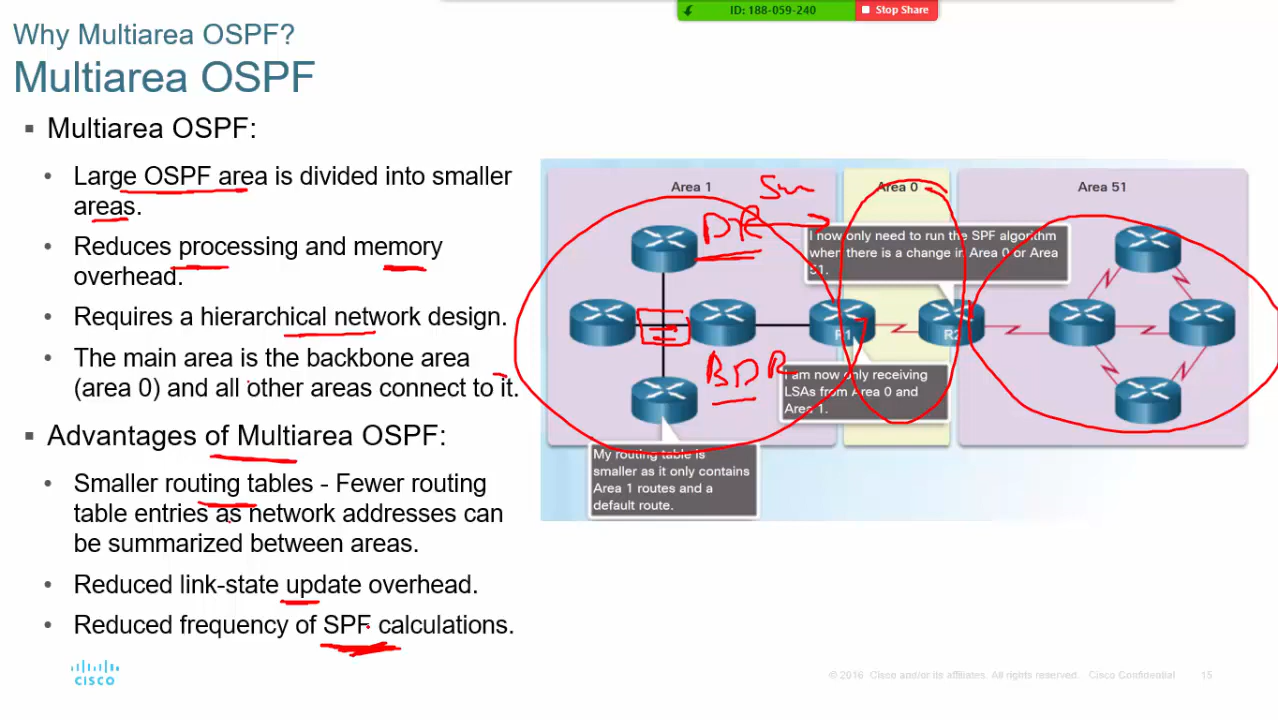 ID: 188-059-240
Stop Share
Why Multiarea OSPF?
Multiarea OSPF
▪ Multiarea OSPF:
• Large OSPF area is divided into smaller
areas.
• Reduces processing and memory
overhead.
• Requires a hierarchical network design.
• The main area is the backbone area
(area 0) and all other areas connect to it.
▪ Advantages of Multiarea OSPF:
• Smaller routing tables - Fewer routing
table entries as network addresses can
be summarized between areas.
• Reduced link-state update overhead.
• Reduced frequency of SPF calculations.
Area 1
Area 0
Area 51
DR
I now only need to run the SPF algorithm
when there is a change in Area 0 or Area
51.
R1
R2
BDR
I am now only receiving
LSAs from Area 0 and
Area 1.
My routing table is
smaller as it only contains
Area 1 routes and a
default route.
CISCO
© 2016 Cisco and/or its affiliates. All rights reserved. Cisco Confidential
15